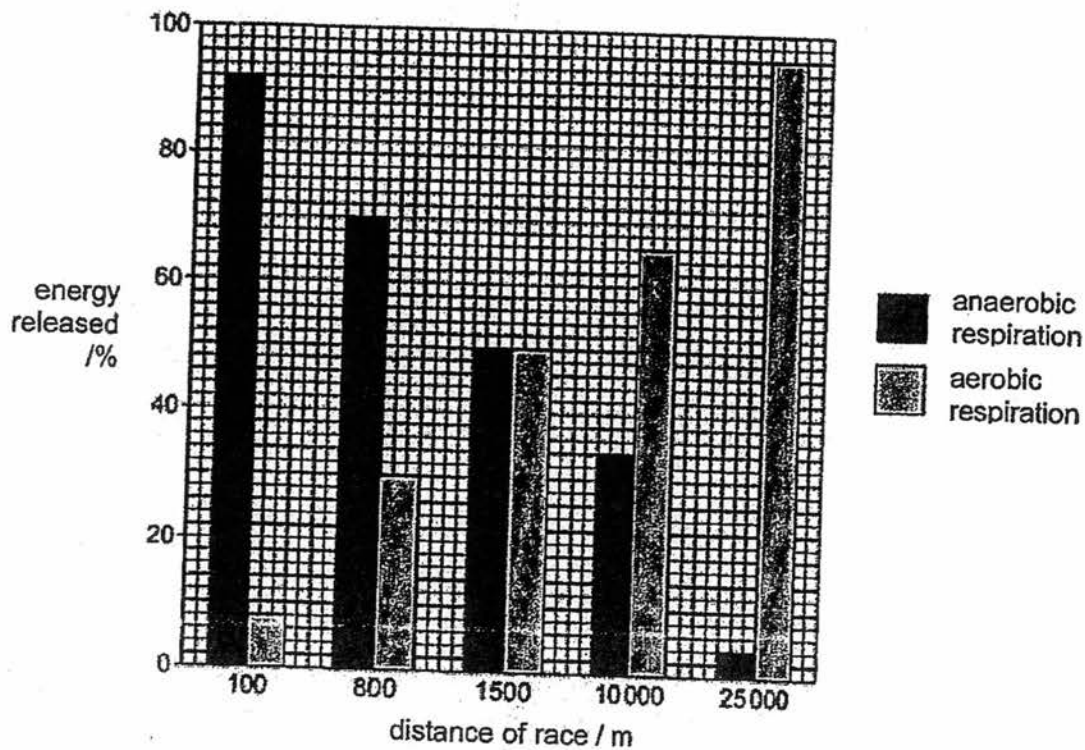 100
80
60
40
20
0
energy
released
/%
100 800 1500 10000 25000
distance of race / m
anaerobic
respiration
aerobic
respiration